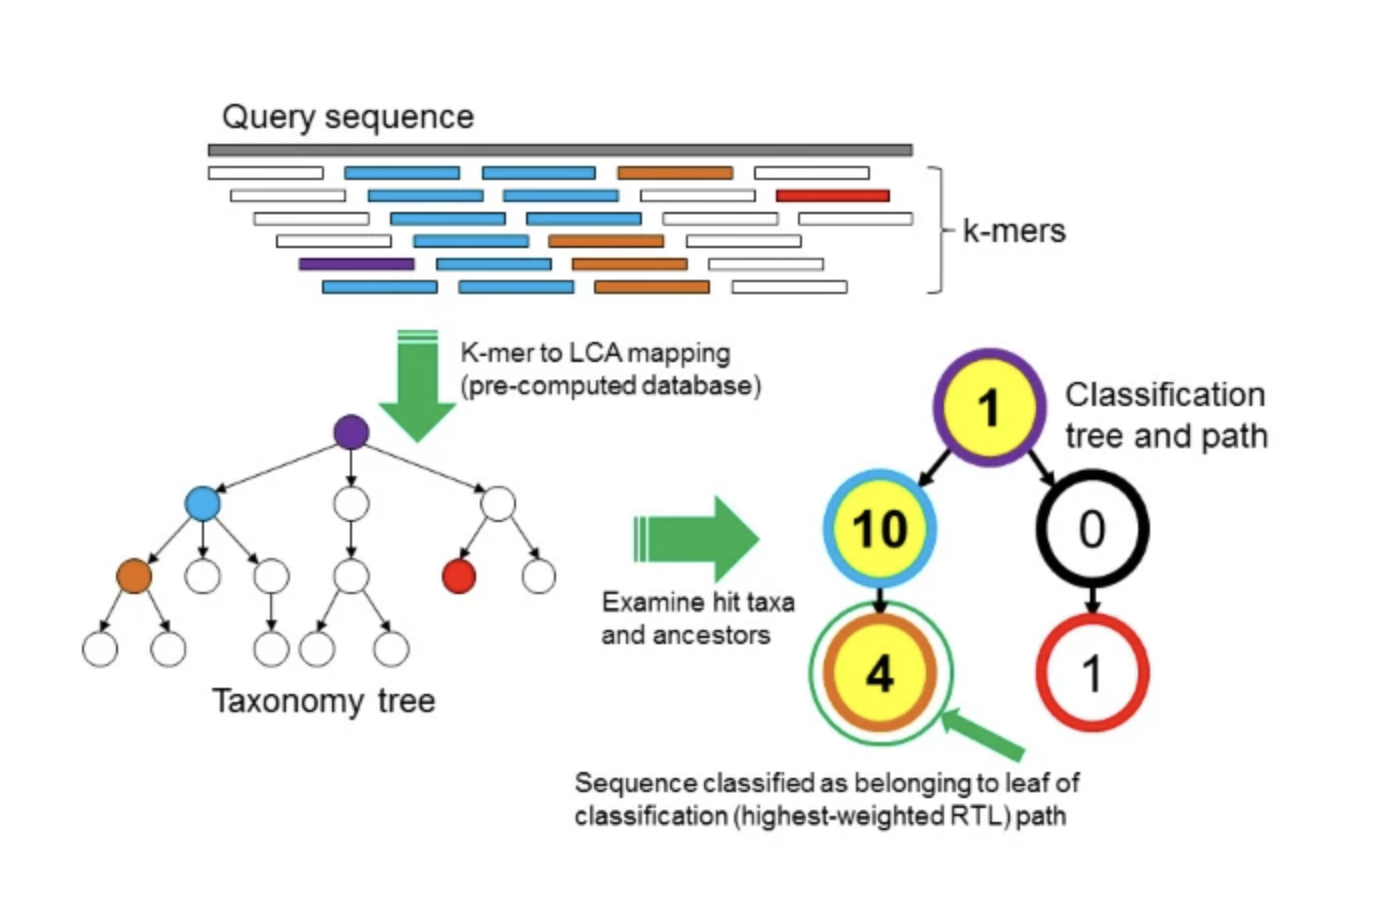 Query sequence
k-mers
K-mer to LCA mapping
(pre-computed database)
Classification
tree and path
1
10
0
Examine hit taxa
and ancestors
4
1
Taxonomy tree
Sequence classified as belonging to leaf of
classification (highest-weighted RTL) path